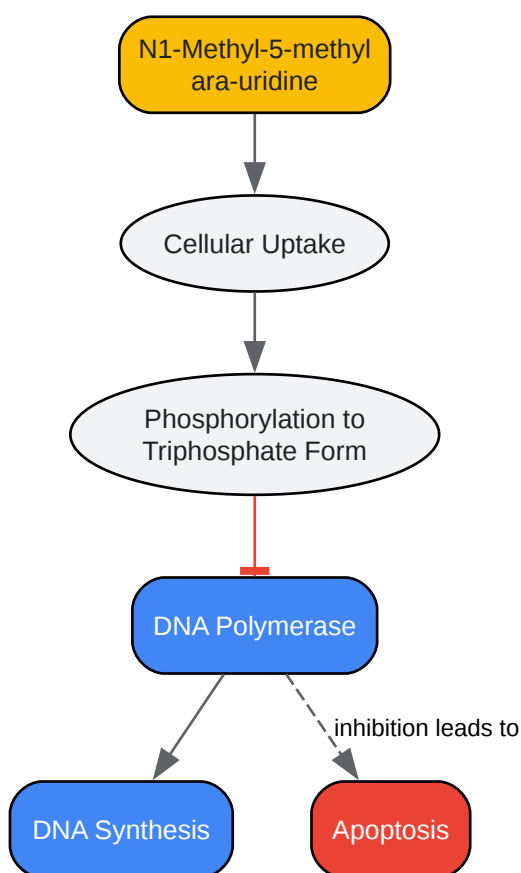 N1-Methyl-5-methyl
ara-uridine
Cellular Uptake
Phosphorylation to
Triphosphate Form
DNA Polymerase
inhibition leads to
DNA Synthesis
Apoptosis